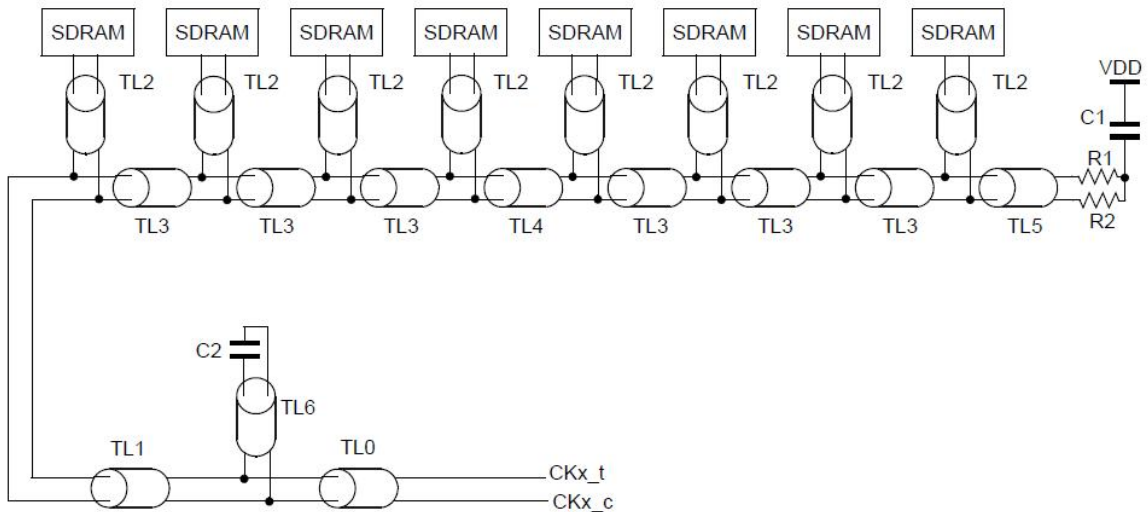 SDRAM SDRAM SDRAM SDRAM SDRAM SDRAM SDRAM SDRAM
TL2 TL2 TL2 TL2 TL2 TL2 TL2 TL2
VDD
C1
R1
TL3 TL3 TL3 TL4 TL3 TL3 TL3 TL5 R2
C2
TL6
TL1 TL0
CKx_t
CKx_c